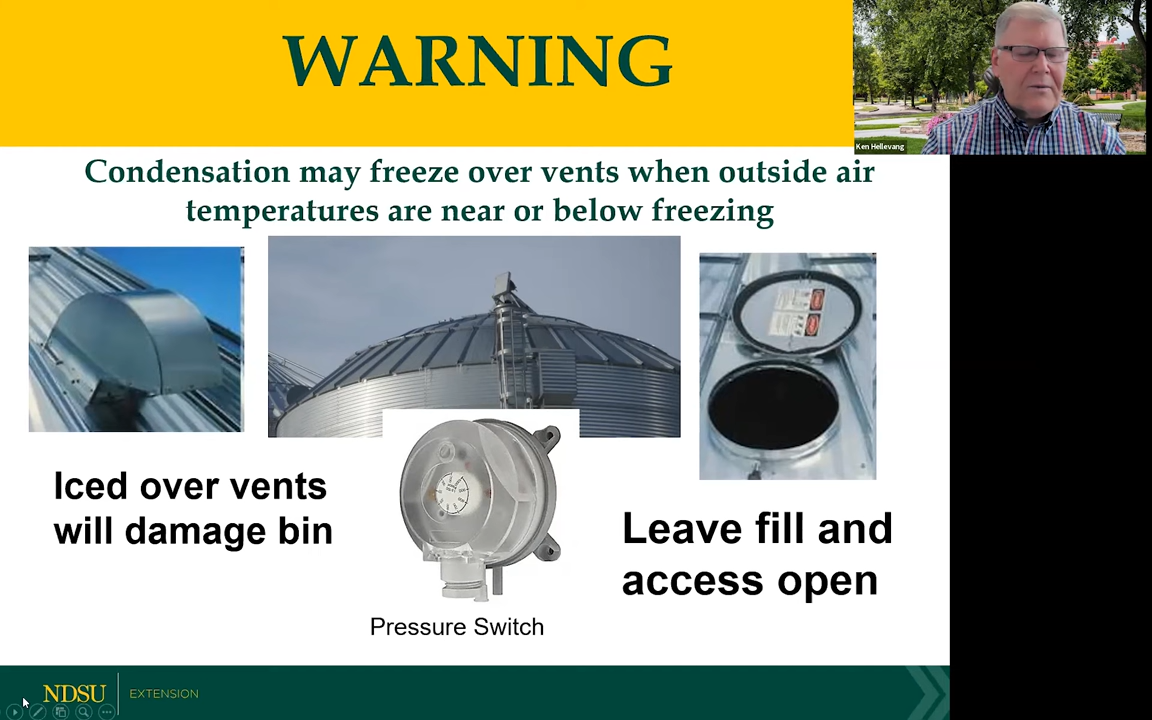 WARNING
Ken Hellevang
Condensation may freeze over vents when outside air
temperatures are near or below freezing
Iced over vents
will damage bin
Leave fill and
access open
Pressure Switch
NDSU
EXTENSION